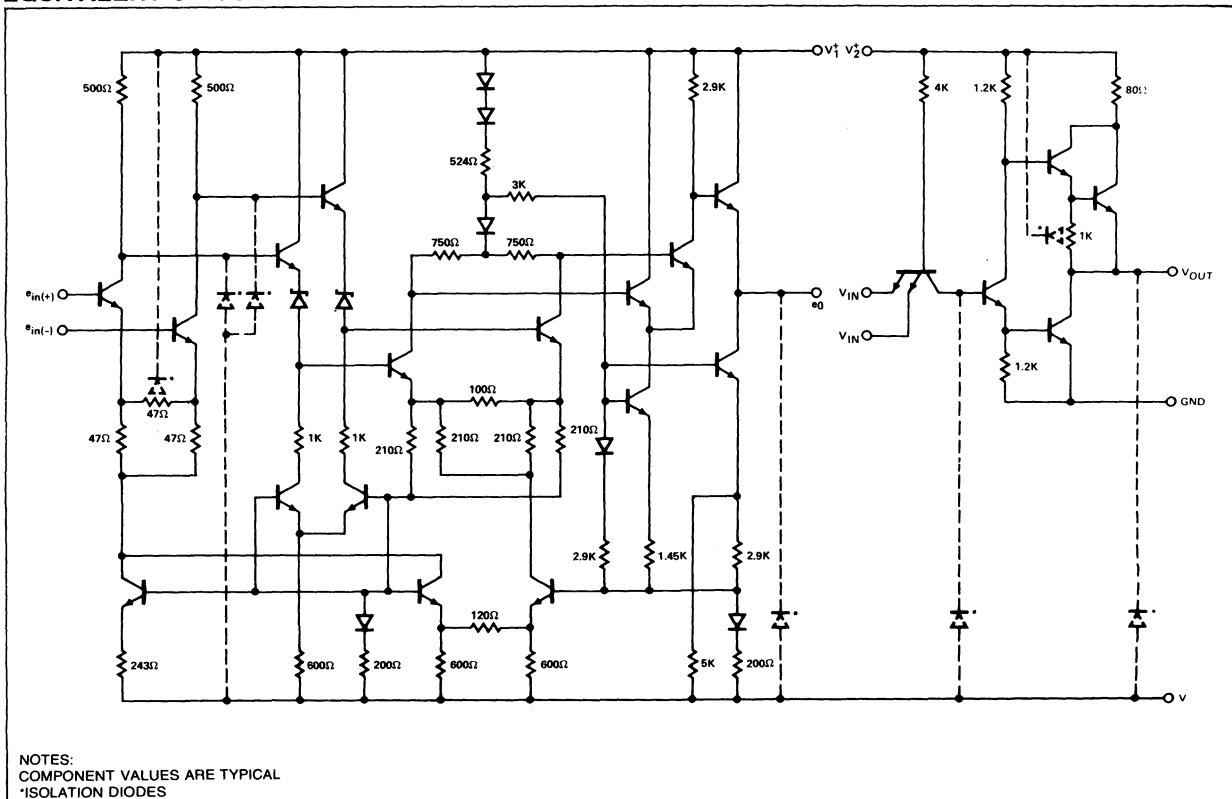 500Ω
500Ω
524Ω
3K
2.9K
V₁⁺ V₂⁺
4K
1.2K
80Ω
750Ω
750Ω
1K
ein(+)
ein(-)
e0
VIN
VIN
VOUT
47Ω
47Ω
47Ω
1K
1K
210Ω
100Ω
210Ω
210Ω
210Ω
1.2K
GND
2.9K
1.45K
2.9K
243Ω
600Ω
200Ω
120Ω
600Ω
600Ω
5K
200Ω
V
NOTES:
COMPONENT VALUES ARE TYPICAL
*ISOLATION DIODES